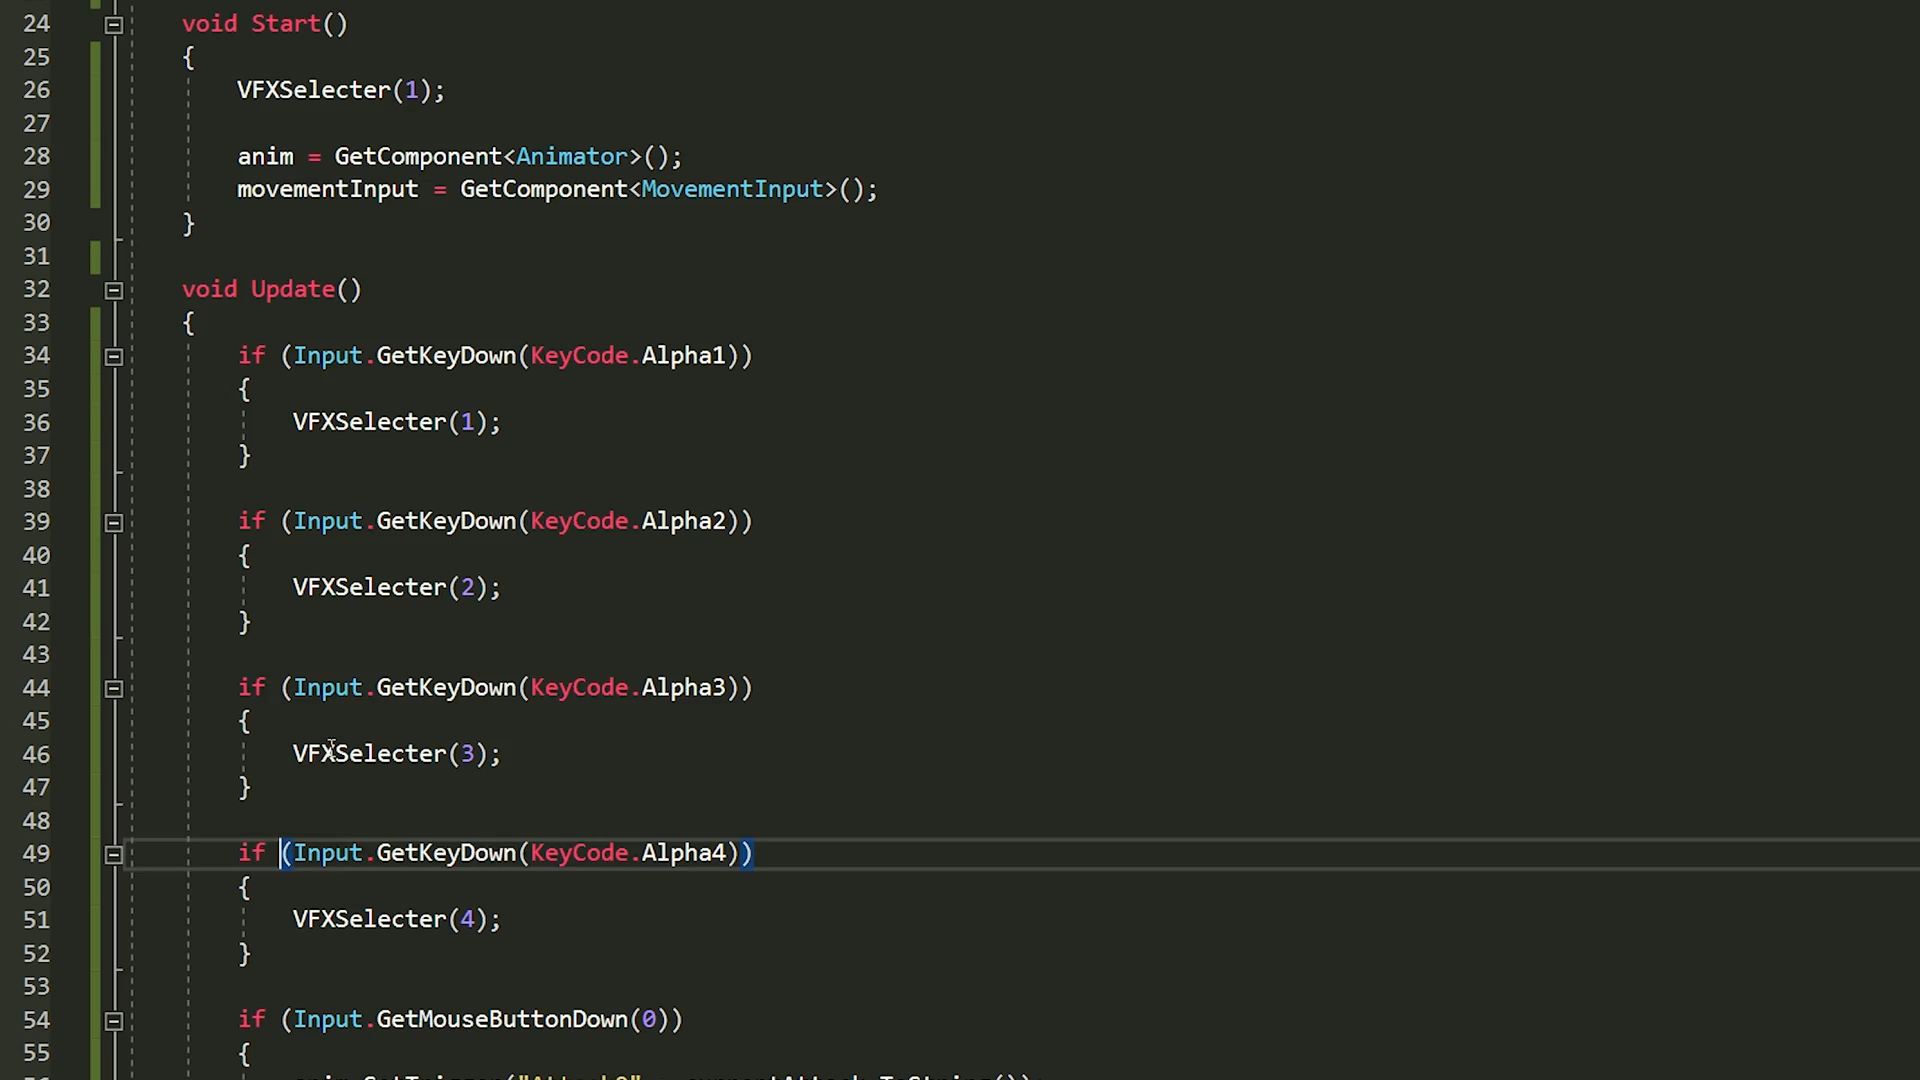 24 void Start()
25 {
26 VFXSelecter(1);
27
28 anim = GetComponent<Animator>();
29 movementInput = GetComponent<MovementInput>();
30 }
31
32 void Update()
33 {
34 if (Input.GetKeyDown(KeyCode.Alpha1))
35 {
36 VFXSelecter(1);
37 }
38
39 if (Input.GetKeyDown(KeyCode.Alpha2))
40 {
41 VFXSelecter(2);
42 }
43
44 if (Input.GetKeyDown(KeyCode.Alpha3))
45 {
46 VFXSelecter(3);
47 }
48
49 if (Input.GetKeyDown(KeyCode.Alpha4))
50 {
51 VFXSelecter(4);
52 }
53
54 if (Input.GetMouseButtonDown(0))
55 {